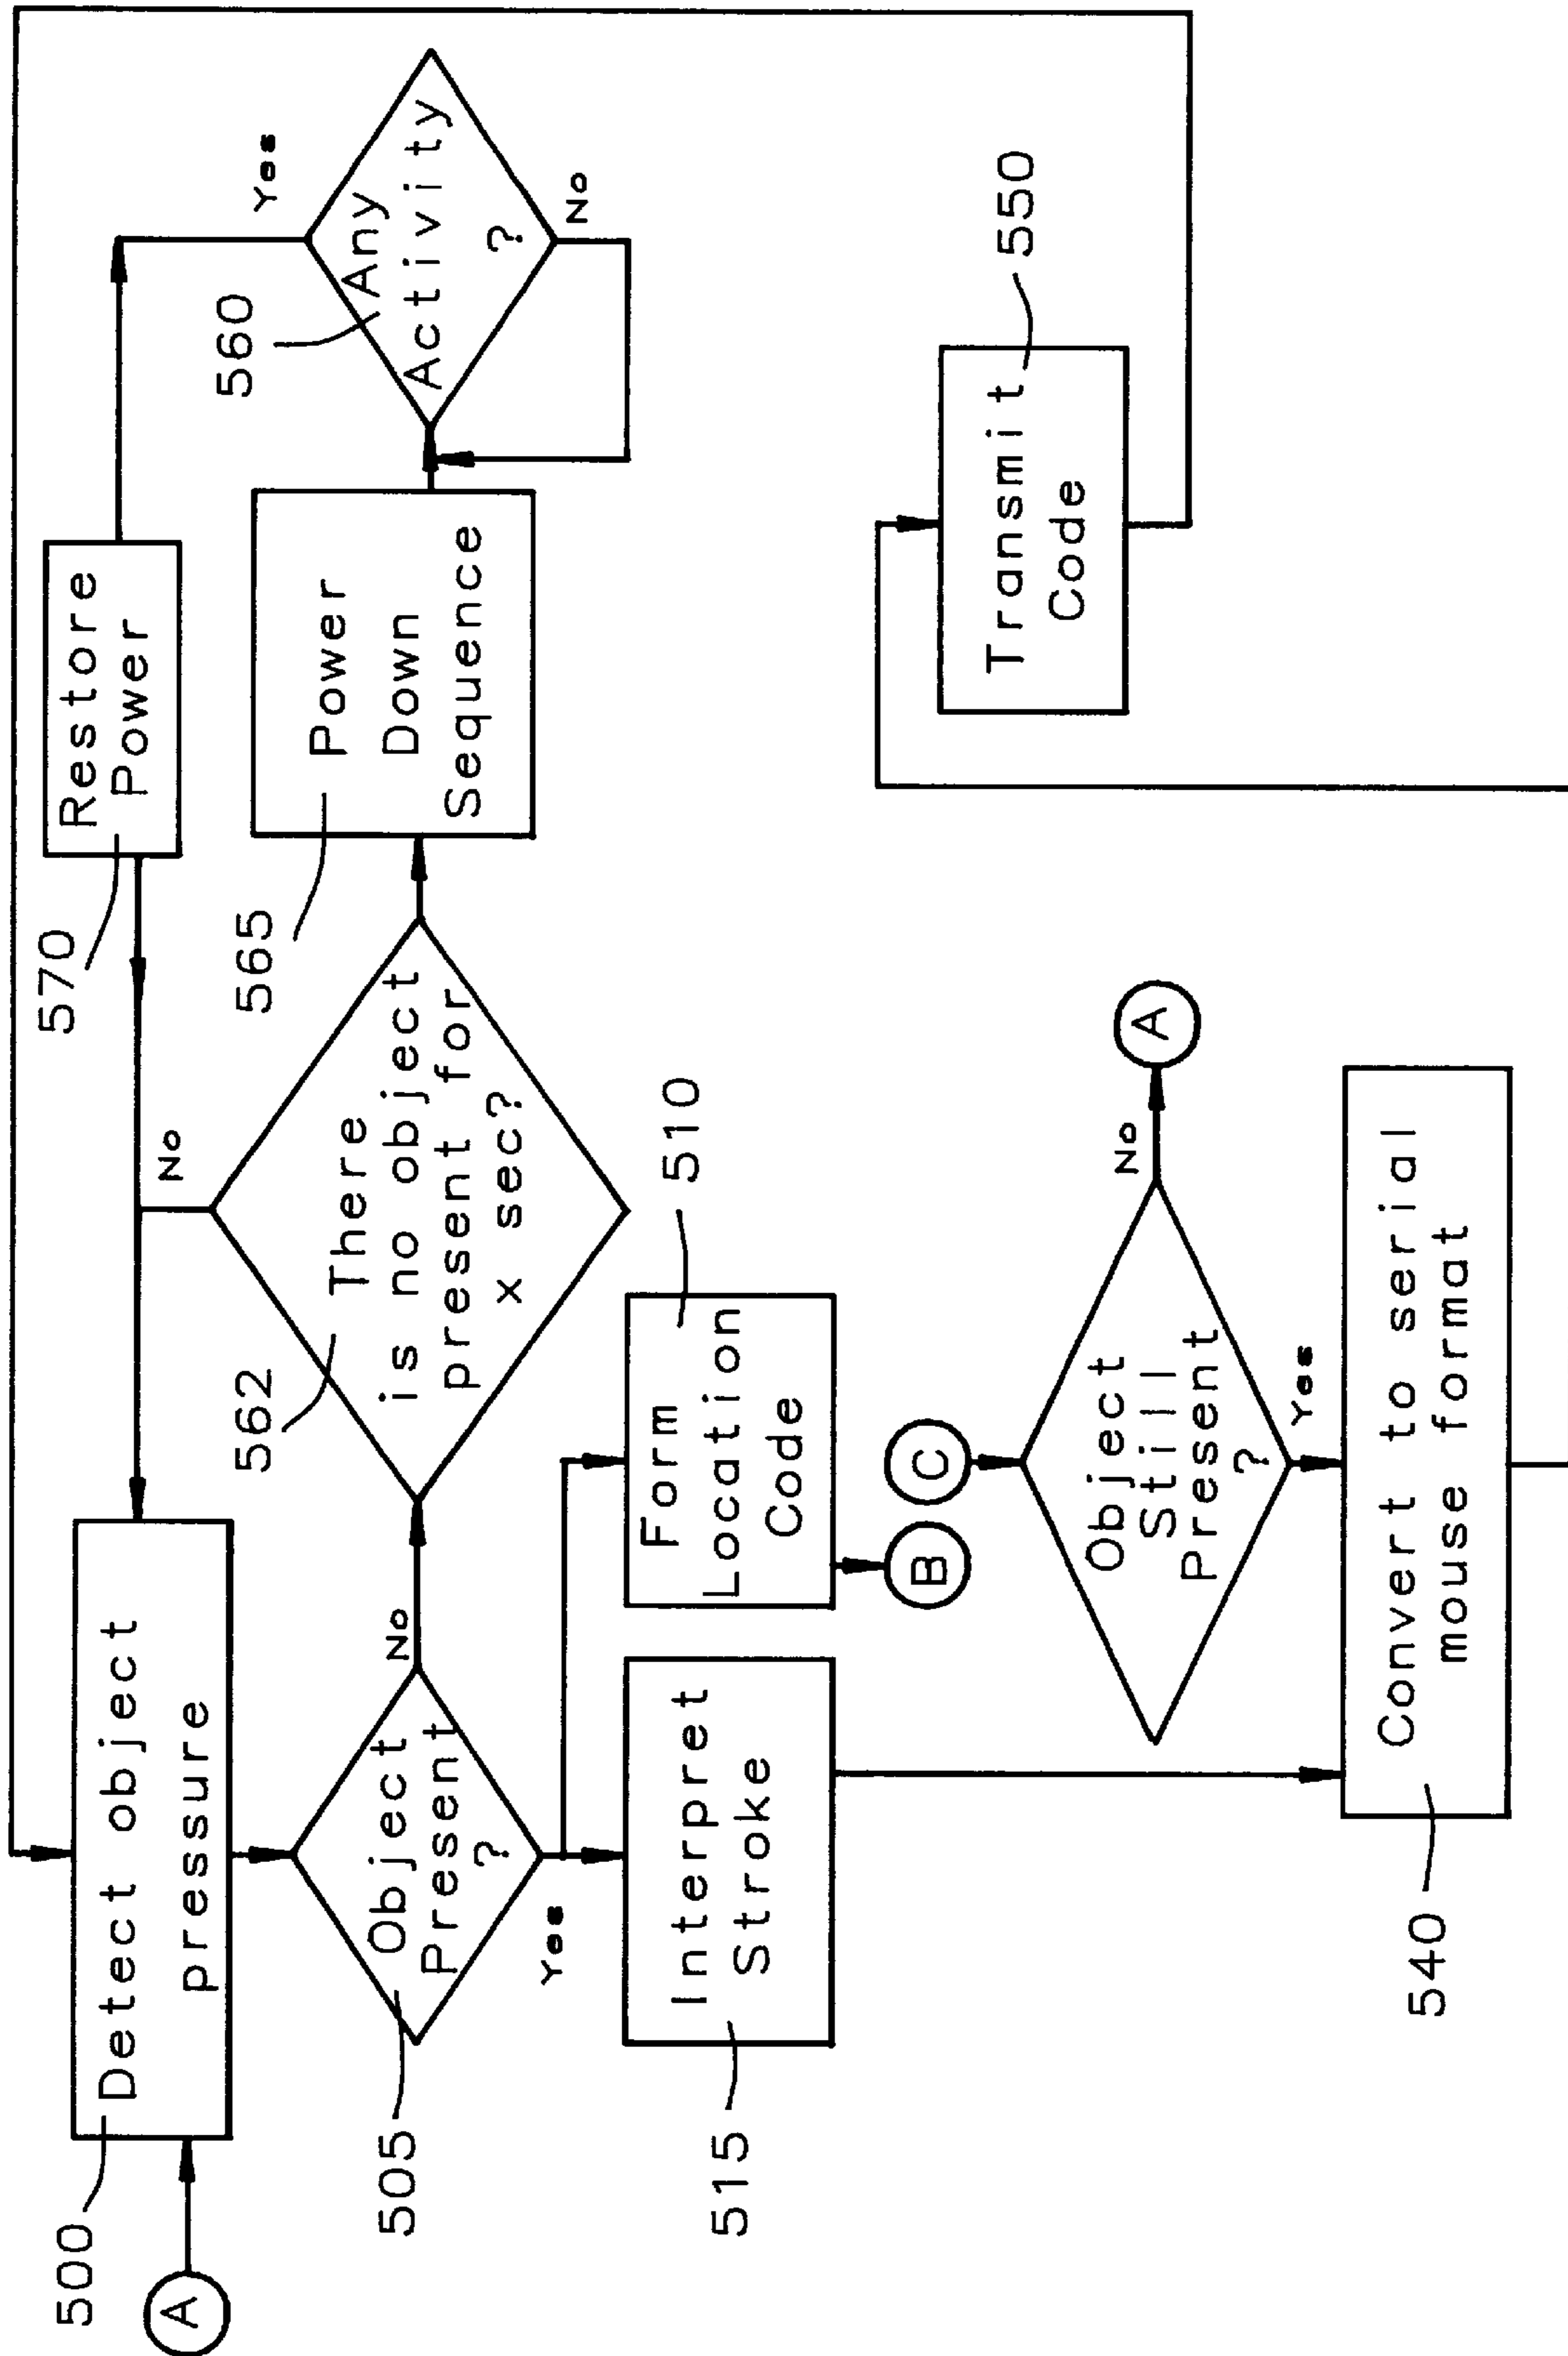 500
A
Detect object
pressure
570
Restore
Power
505
Object
Present
?
No
Yes
562
There
is no object
present for
x sec?
No
565
Power
Down
Sequence
560
Any
Activity
?
Yes
No
515
Interpret
Stroke
510
Form
Location
Code
B
C
Object
Still
Present
?
No
A
Yes
540
Convert to serial
mouse format
550
Transmit
Code